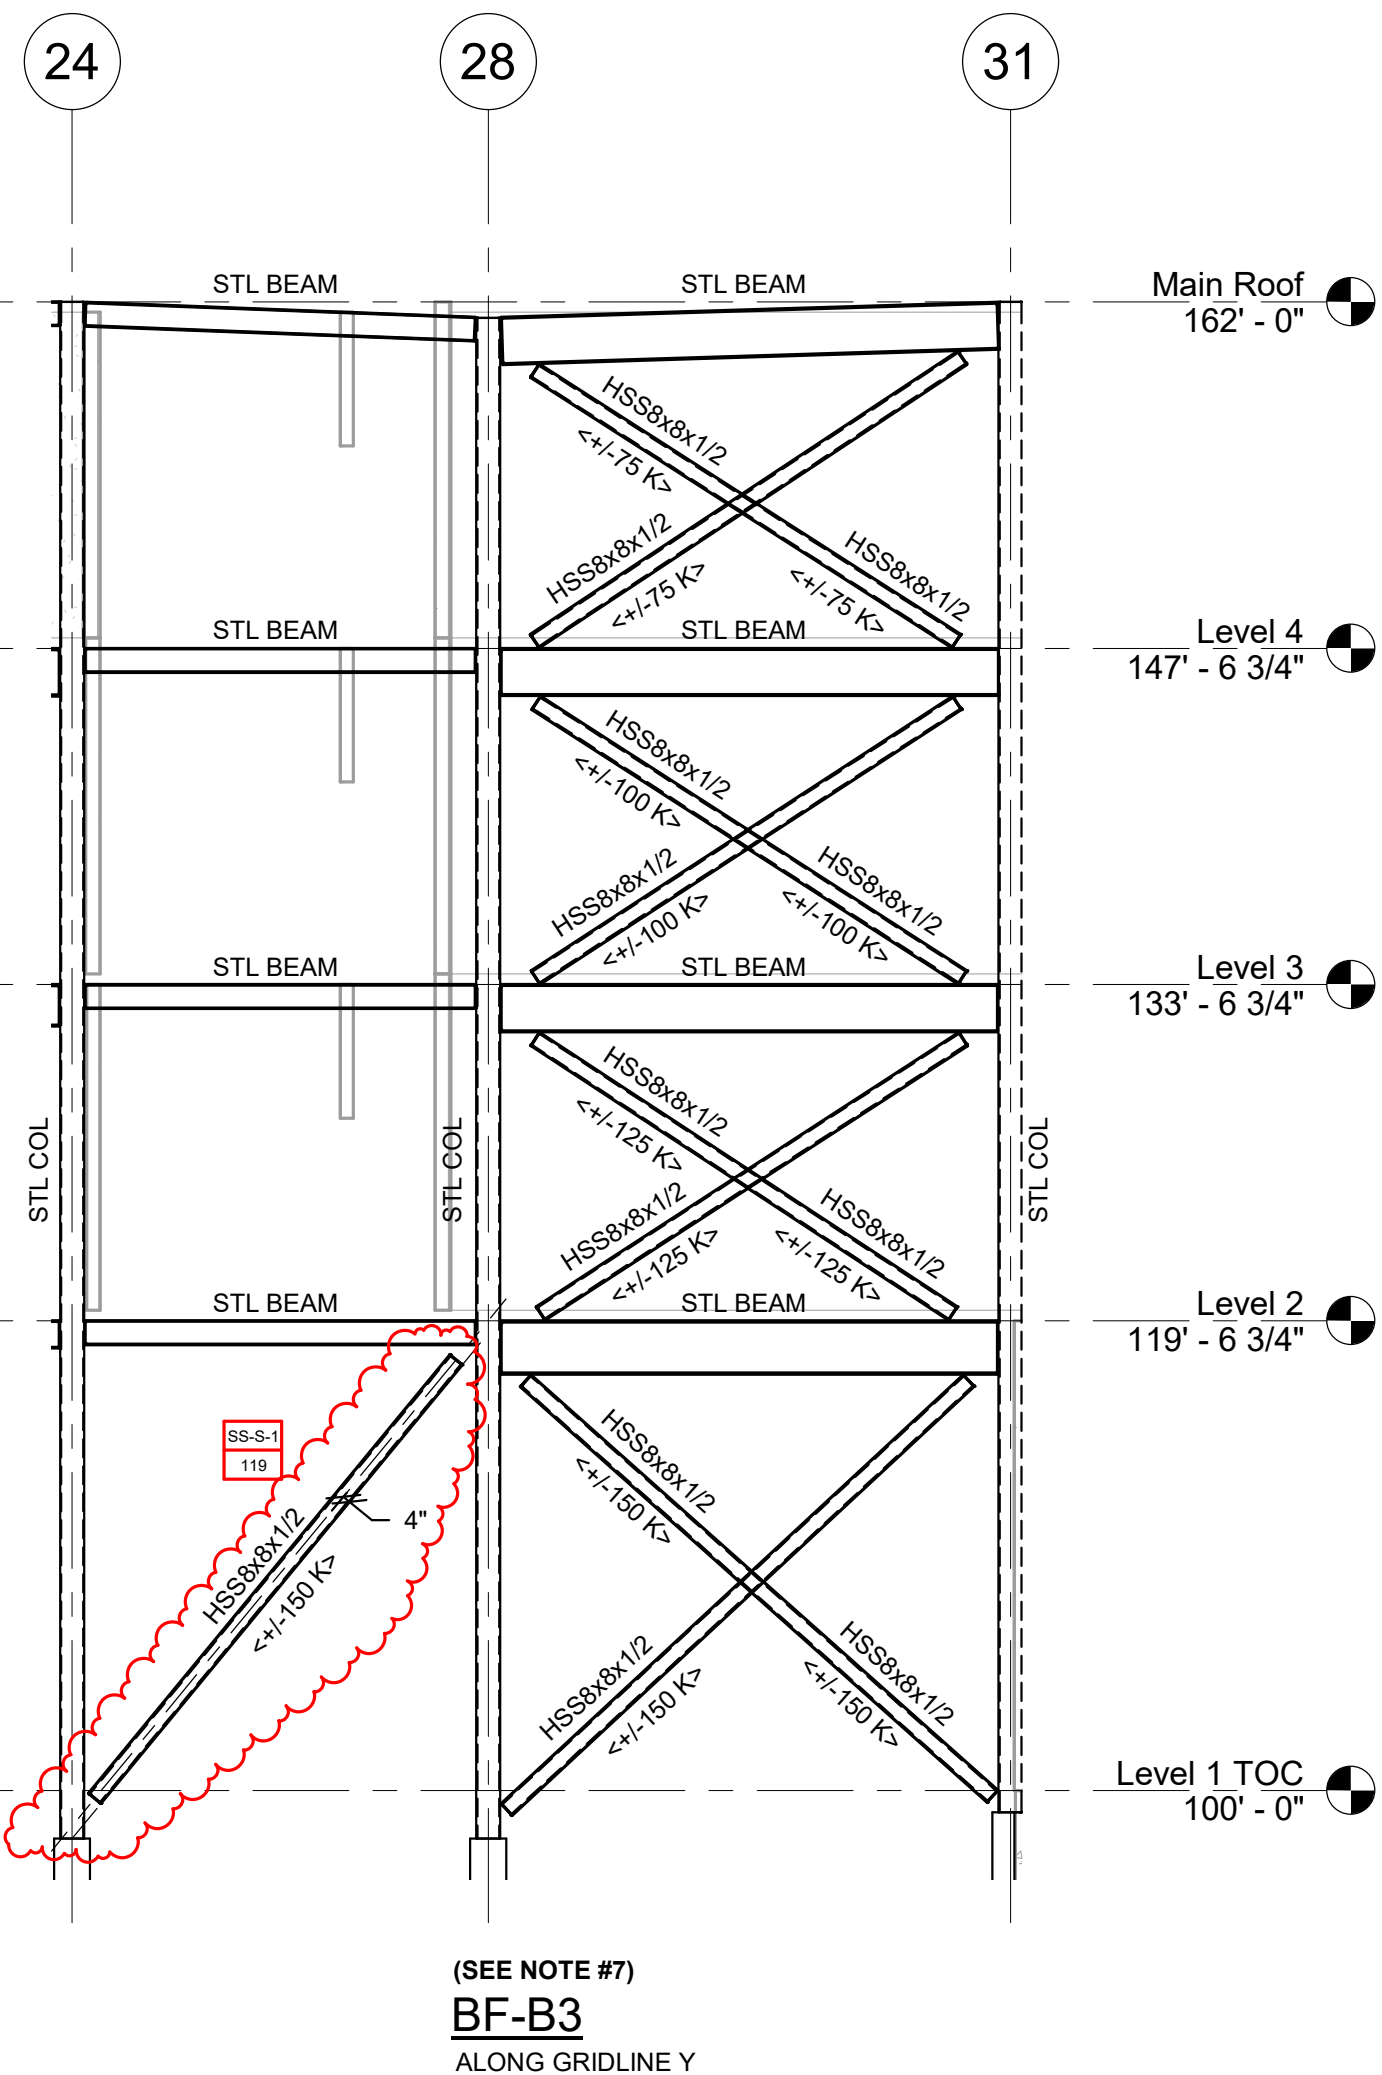 24
28
31
STL BEAM
STL BEAM
Main Roof
162' - 0"
HSS8x8x1/2
<+/-75 K>
HSS8x8x1/2
<+/-75 K>
HSS8x8x1/2
<+/-75 K>
STL BEAM
STL BEAM
Level 4
147' - 6 3/4"
HSS8x8x1/2
<+/-100 K>
HSS8x8x1/2
<+/-100 K>
HSS8x8x1/2
<+/-100 K>
STL BEAM
STL BEAM
Level 3
133' - 6 3/4"
HSS8x8x1/2
<+/-125 K>
HSS8x8x1/2
<+/-125 K>
HSS8x8x1/2
<+/-125 K>
STL COL
STL COL
STL COL
STL BEAM
STL BEAM
Level 2
119' - 6 3/4"
SS-S-1
119
HSS8x8x1/2
<+/-150 K>
4"
HSS8x8x1/2
<+/-150 K>
HSS8x8x1/2
<+/-150 K>
HSS8x8x1/2
<+/-150 K>
Level 1 TOC
100' - 0"
(SEE NOTE #7)
BF-B3
ALONG GRIDLINE Y